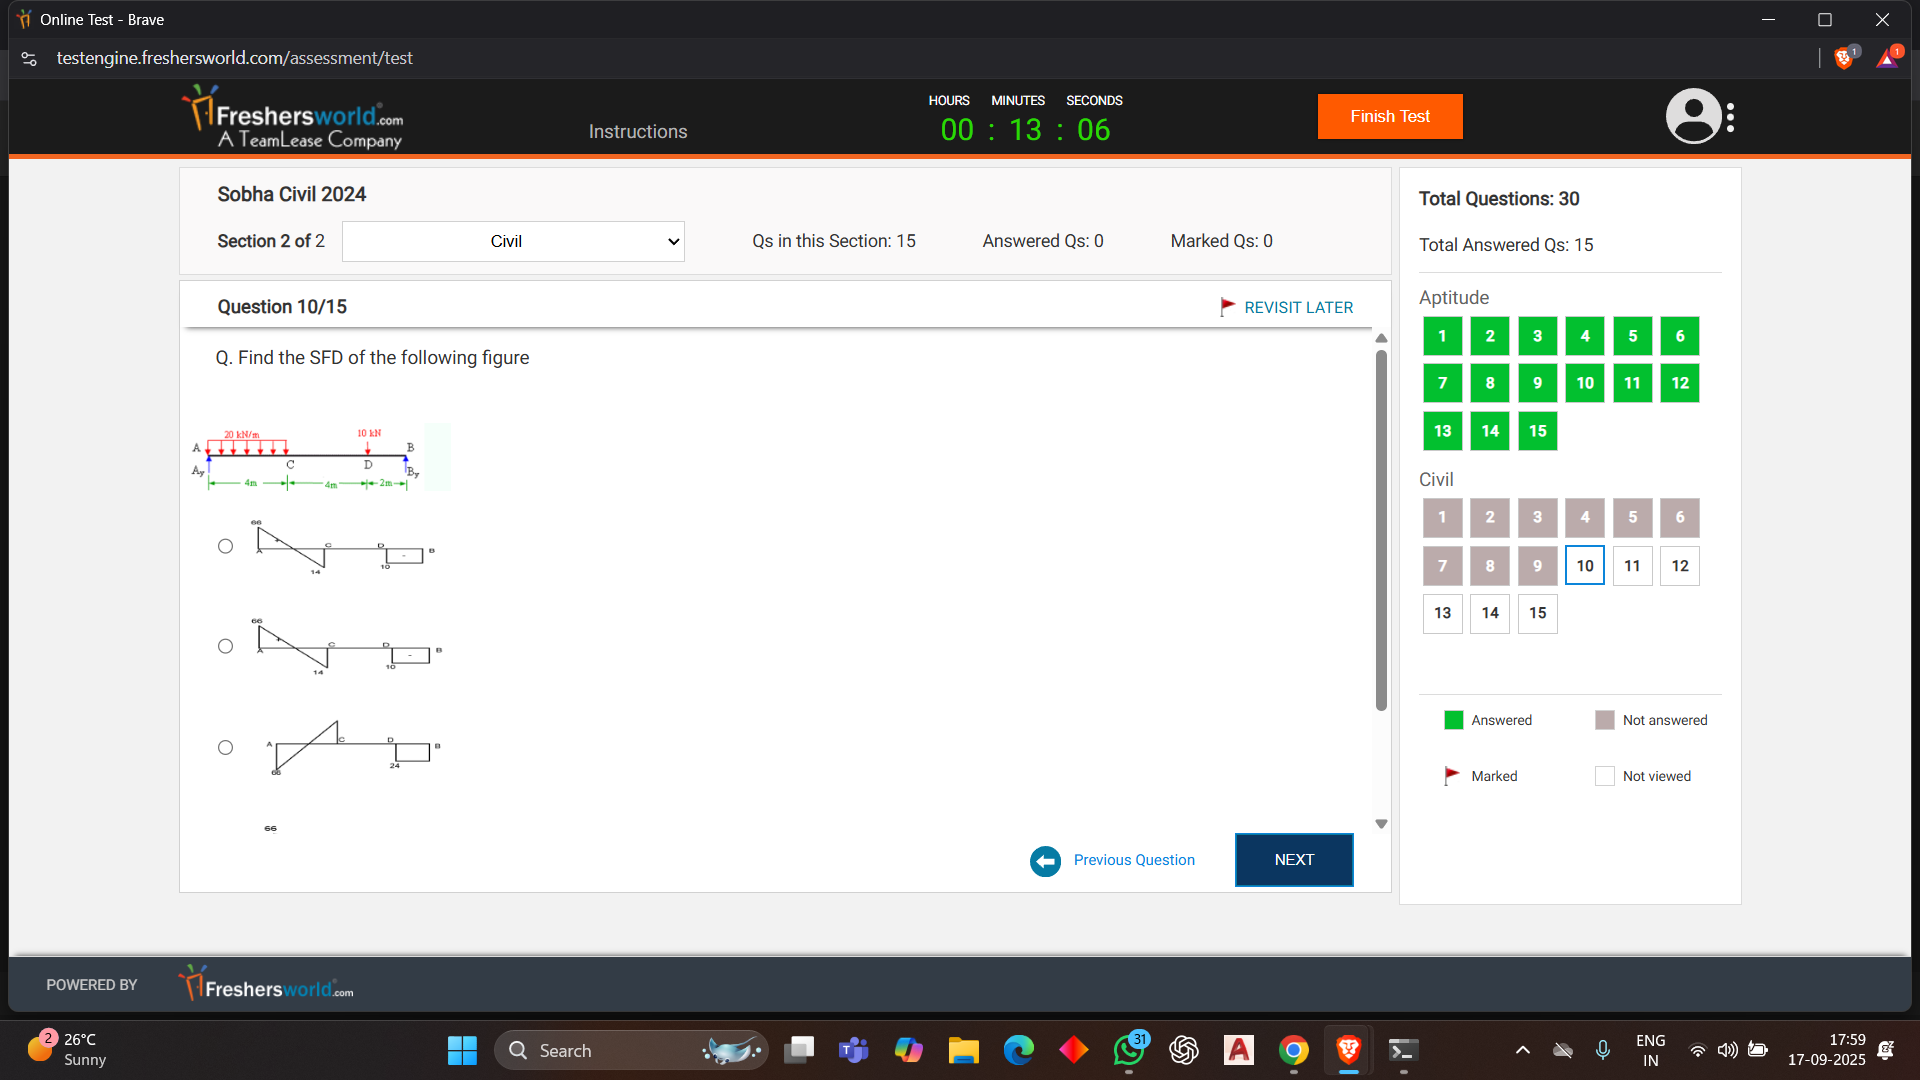 Online Test - Brave
testengine.freshersworld.com/assessment/test
1
1
Freshersworld.com
A TeamLease Company
Instructions
HOURS MINUTES SECONDS
00 : 13 : 06
Finish Test
Sobha Civil 2024
Section 2 of 2
Civil
Qs in this Section: 15
Answered Qs: 0
Marked Qs: 0
Question 10/15
REVISIT LATER
Q. Find the SFD of the following figure
20 kN/m
10 kN
A
B
C
D
Ay
By
4m
4m
2m
66
+
A
C
D
B
-
14
10
66
+
A
C
D
B
-
14
10
A
C
D
B
66
24
66
Previous Question
NEXT
Total Questions: 30
Total Answered Qs: 15
Aptitude
1 2 3 4 5 6
7 8 9 10 11 12
13 14 15
Civil
1 2 3 4 5 6
7 8 9 10 11 12
13 14 15
Answered
Not answered
Marked
Not viewed
POWERED BY
Freshersworld.com
2
26°C
Sunny
Search
31
ENG
IN
17:59
17-09-2025